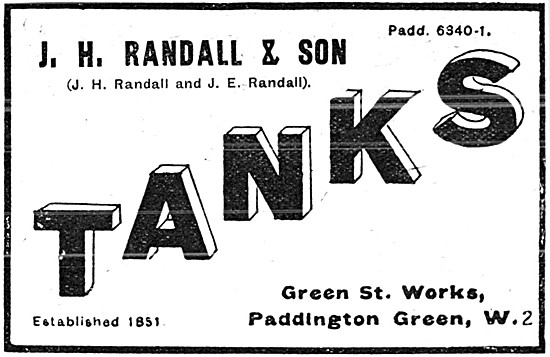 Padd. 6340-1.
J. H. RANDALL & SON
(J. H. Randall and J. E. Randall).
TANKS
Green St. Works,
Established 1851.
Paddington Green, W.2